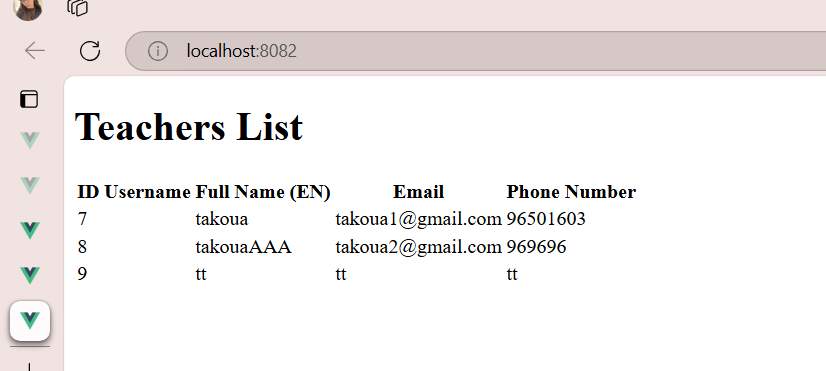 localhost:8082
Teachers List
ID Username Full Name (EN) Email Phone Number
7 takoua takoua1@gmail.com 96501603
8 takouaAAA takoua2@gmail.com 969696
9 tt tt tt